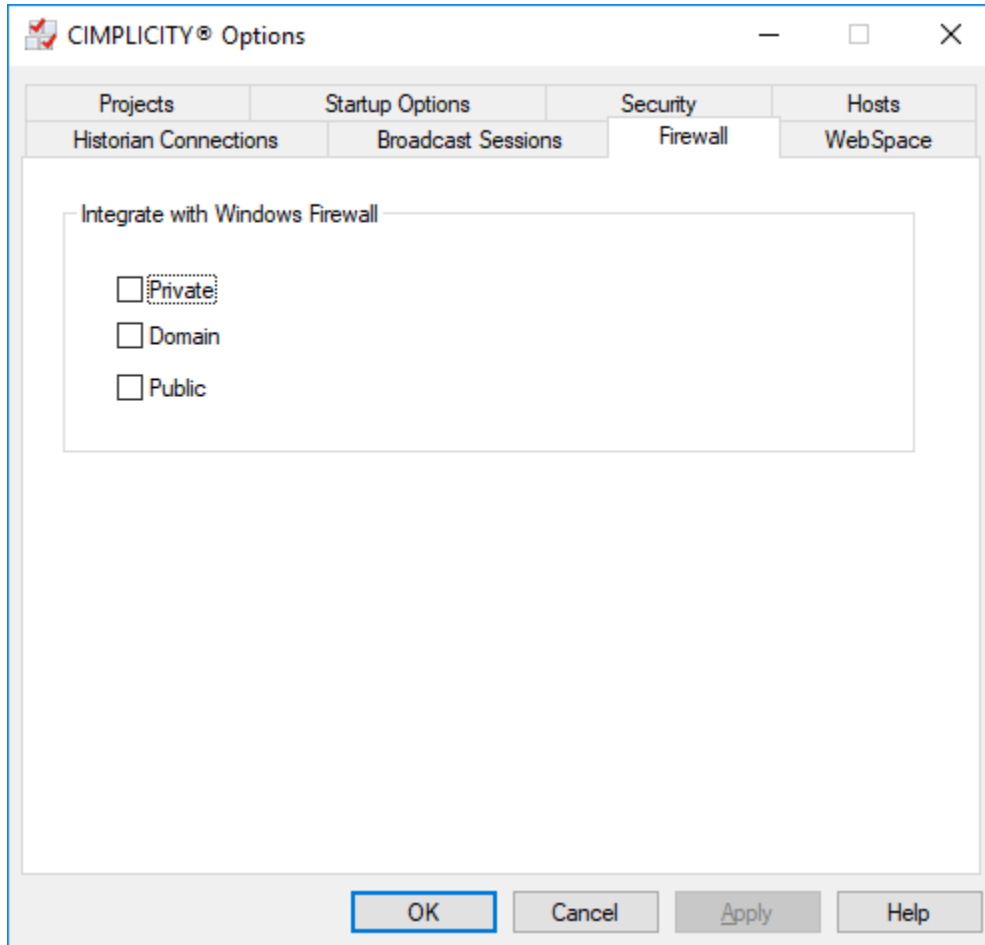 CIMPLICITY® Options
Projects Startup Options Security Hosts
Historian Connections Broadcast Sessions Firewall WebSpace
Integrate with Windows Firewall
Private
Domain
Public
OK Cancel Apply Help